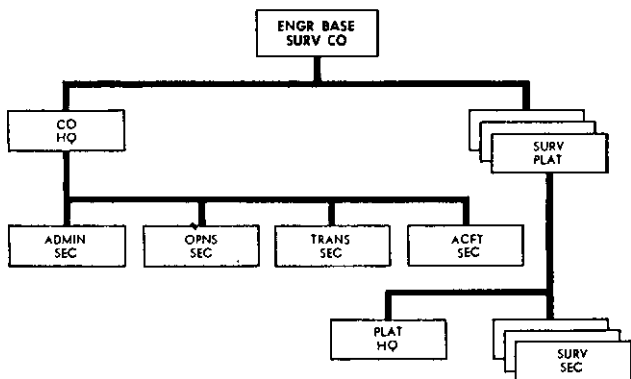 ENGR BASE
SURV CO
CO
HQ
SURV
PLAT
ADMIN
SEC
OPNS
SEC
TRANS
SEC
ACFT
SEC
PLAT
HQ
SURV
SEC